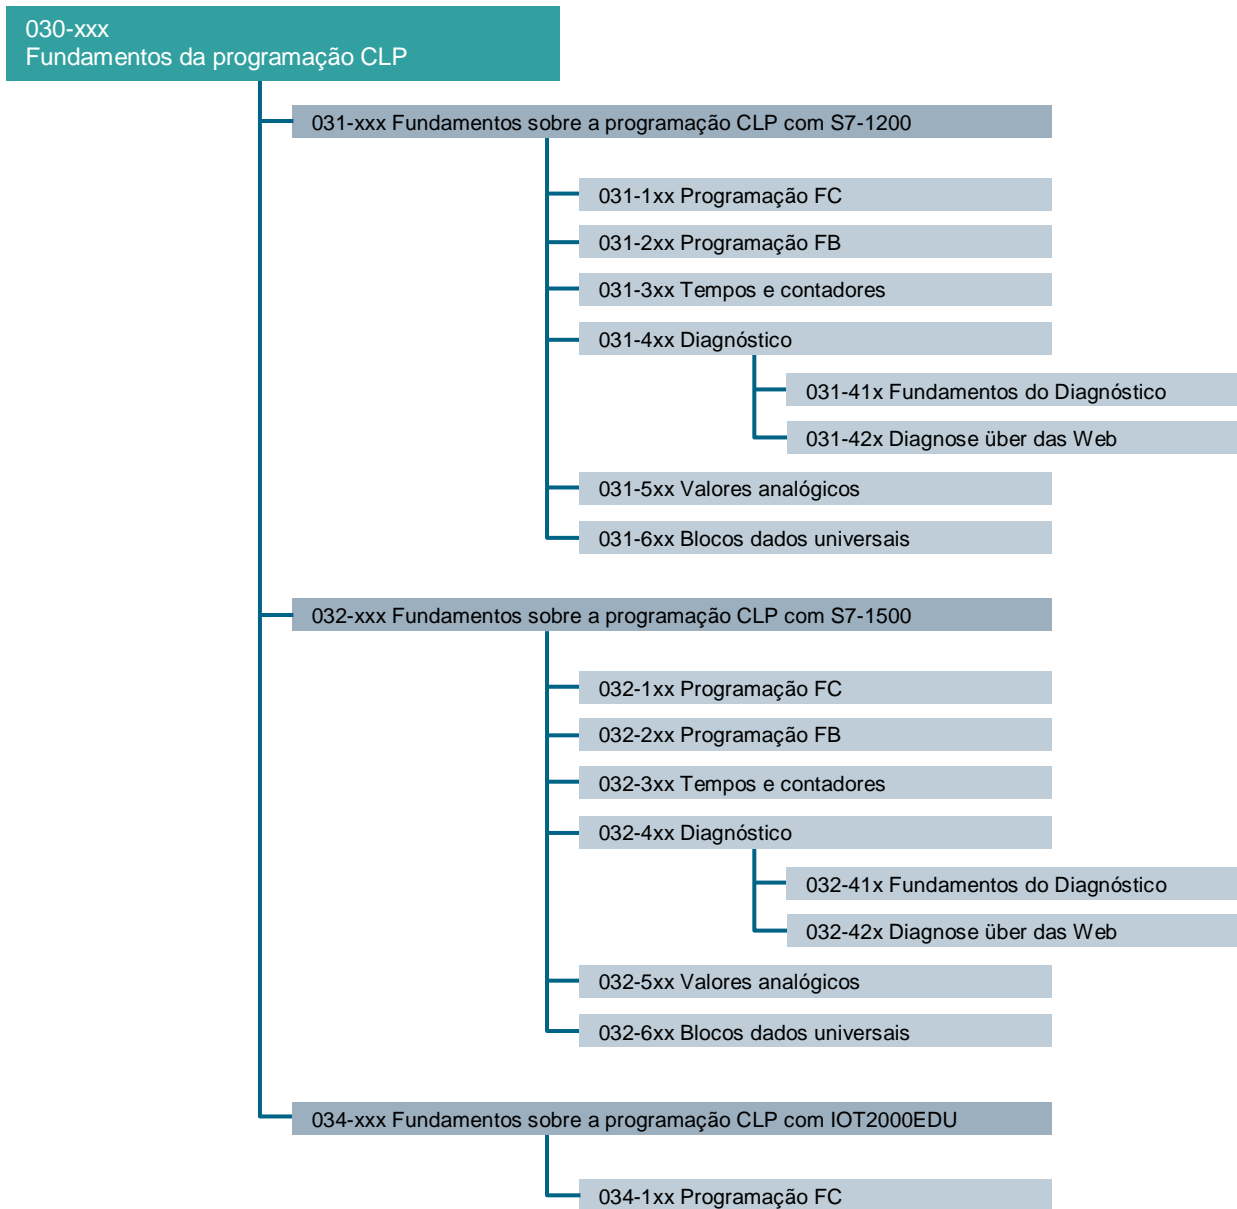 030-xxx
Fundamentos da programação CLP
031-xxx Fundamentos sobre a programação CLP com S7-1200
031-1xx Programação FC
031-2xx Programação FB
031-3xx Tempos e contadores
031-4xx Diagnóstico
031-41x Fundamentos do Diagnóstico
031-42x Diagnose über das Web
031-5xx Valores analógicos
031-6xx Blocos dados universais
032-xxx Fundamentos sobre a programação CLP com S7-1500
032-1xx Programação FC
032-2xx Programação FB
032-3xx Tempos e contadores
032-4xx Diagnóstico
032-41x Fundamentos do Diagnóstico
032-42x Diagnose über das Web
032-5xx Valores analógicos
032-6xx Blocos dados universais
034-xxx Fundamentos sobre a programação CLP com IOT2000EDU
034-1xx Programação FC